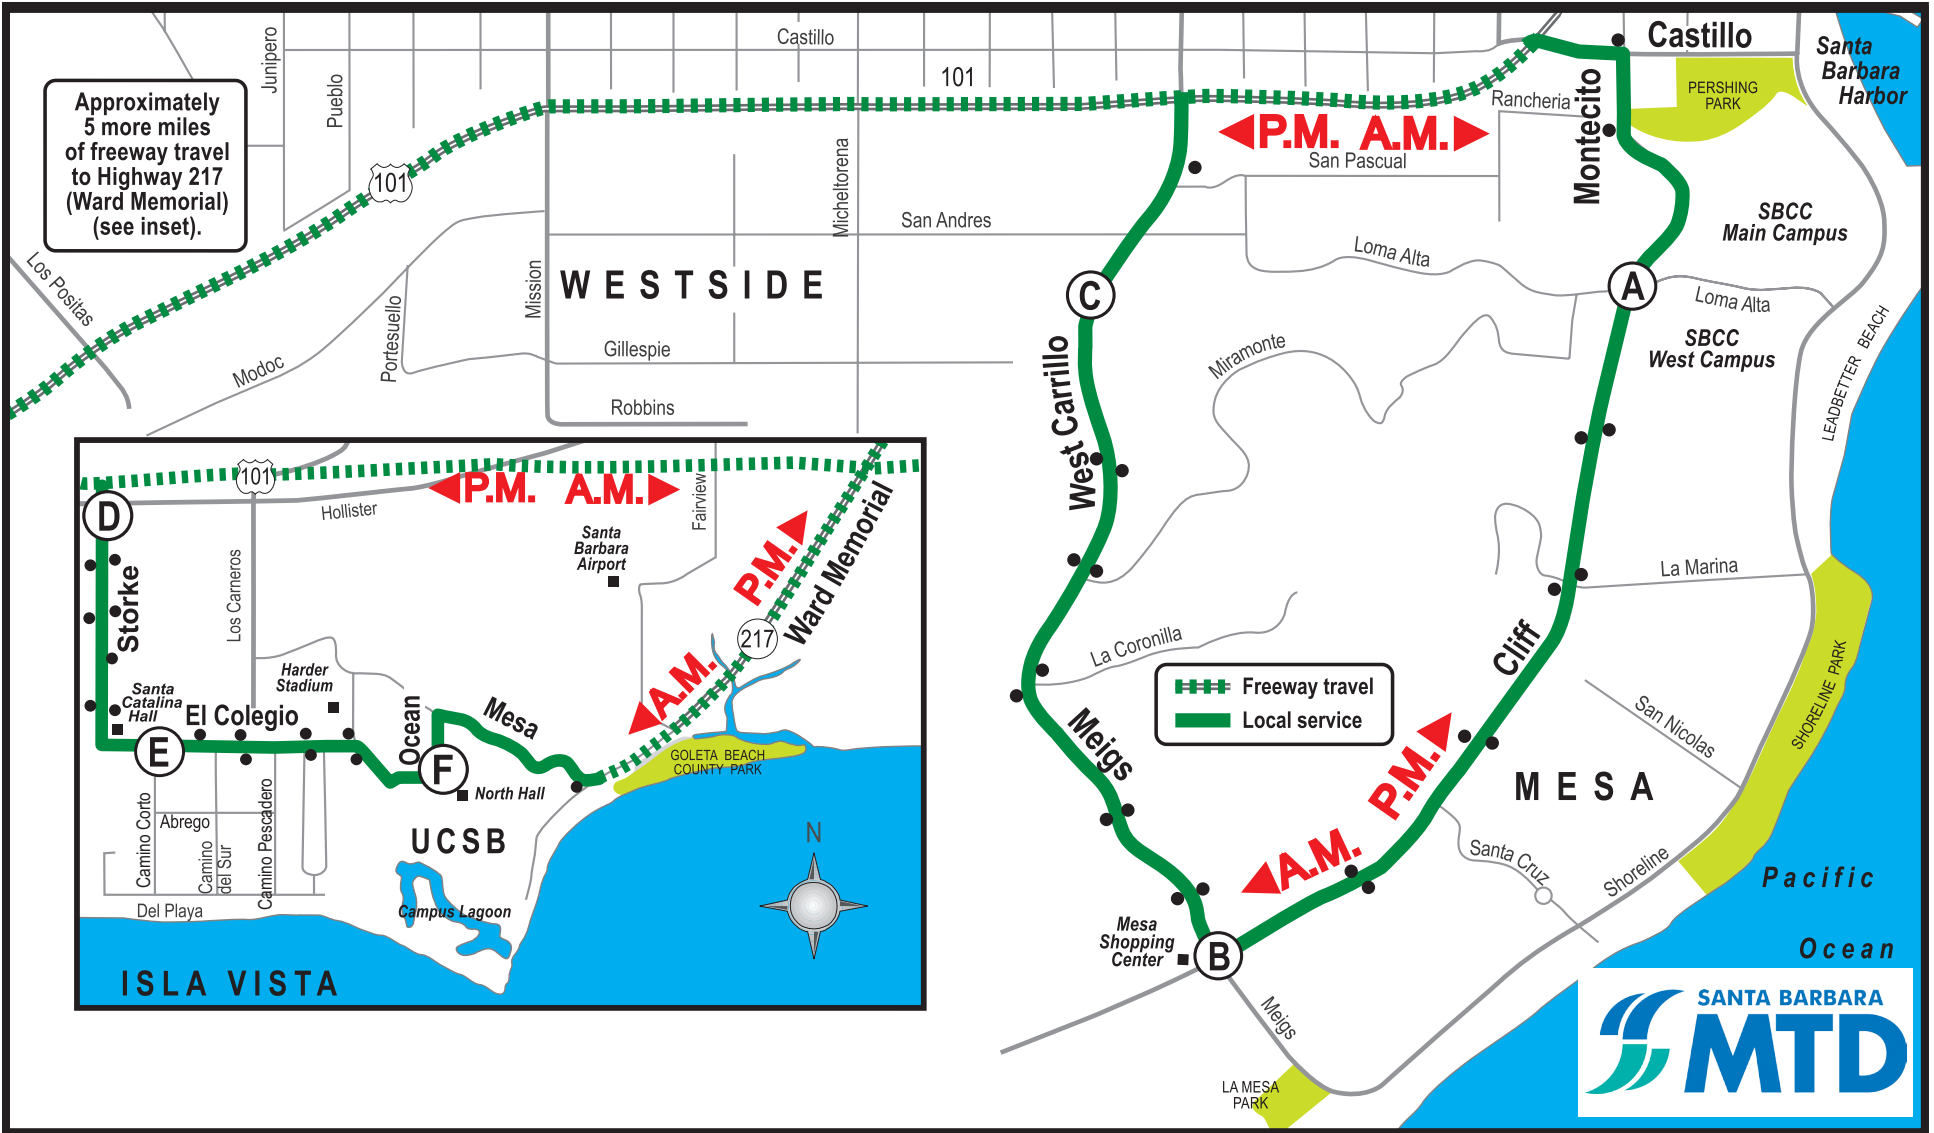 Castillo
Castillo
Santa
Barbara
Harbor
Junipero
Pueblo
101
Approximately
5 more miles
of freeway travel
to Highway 217
(Ward Memorial)
(see inset).
Rancheria
Montecito
PERSHING
PARK
P.M. A.M.
San Pascual
101
Micheltorena
San Andres
SBCC
Main Campus
Loma Alta
A
Loma Alta
Los Positas
Mission
WESTSIDE
C
Portesuello
Modoc
Gillespie
Robbins
West Carrillo
Miramonte
SBCC
West Campus
LEADBETTER BEACH
101
P.M. A.M.
D
Hollister
Fairview
Santa
Barbara
Airport
P.M.
Ward Memorial
217
A.M.
Storke
Los Carneros
Harder
Stadium
Santa
Catalina
Hall
El Colegio
E
Ocean
Mesa
F
North Hall
GOLETA BEACH
COUNTY PARK
UCSB
Camino Corto
Abrego
Camino
del Sur
Camino Pescadero
Del Playa
Campus Lagoon
N
ISLA VISTA
La Marina
Cliff
La Coronilla
Freeway travel
Local service
Meigs
San Nicolas
SHORELINE PARK
P.M.
MESA
A.M.
Santa Cruz
Shoreline
Pacific
Ocean
Mesa
Shopping
Center
B
Meigs
LA MESA
PARK
SANTA BARBARA
MTD